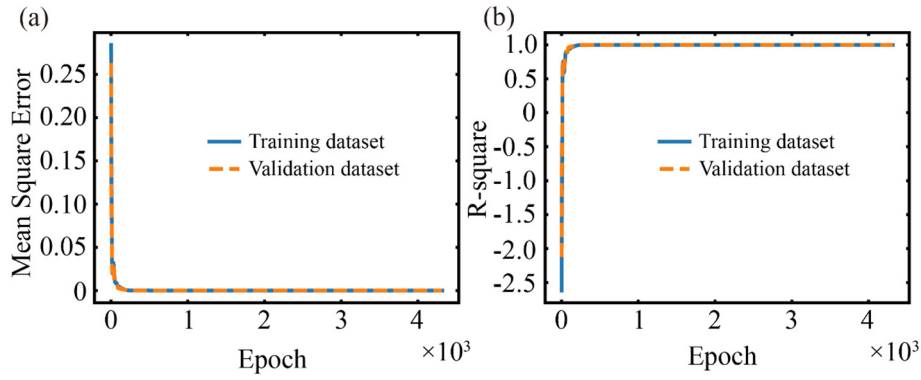 (a)
Mean Square Error
0.25
0.20
0.15
0.10
0.05
0
Training dataset
Validation dataset
0 1 2 3 4
×10³
Epoch
(b)
R-square
1.0
0.5
0
-0.5
-1.0
-1.5
-2.0
-2.5
Training dataset
Validation dataset
0 1 2 3 4
×10³
Epoch